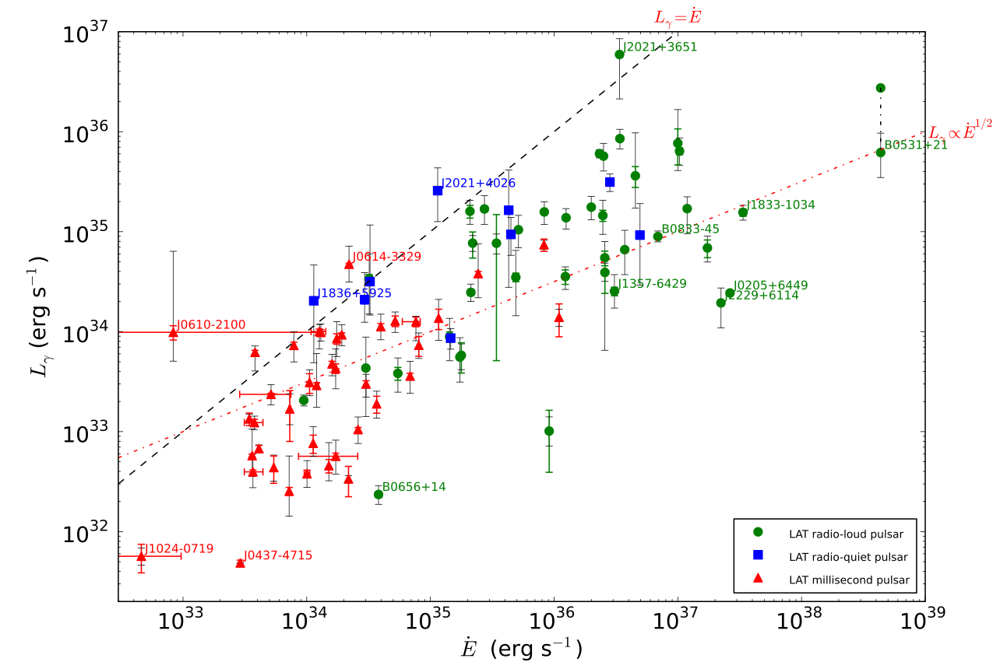 L_γ=Ė
10^37
J2021+3651
10^36
L_γ∝Ė^1/2
B0531+21
J2021+4026
J1833-1034
10^35
B0833-45
J0614-3329
J1836+5925
J1357-6429
J0205+6449
2229+6114
J0610-2100
10^34
L_γ (erg s^−1)
10^33
B0656+14
10^32
J1024-0719
J0437-4715
LAT radio-loud pulsar
LAT radio-quiet pulsar
LAT millisecond pulsar
10^33 10^34 10^35 10^36 10^37 10^38 10^39
Ė (erg s^−1)